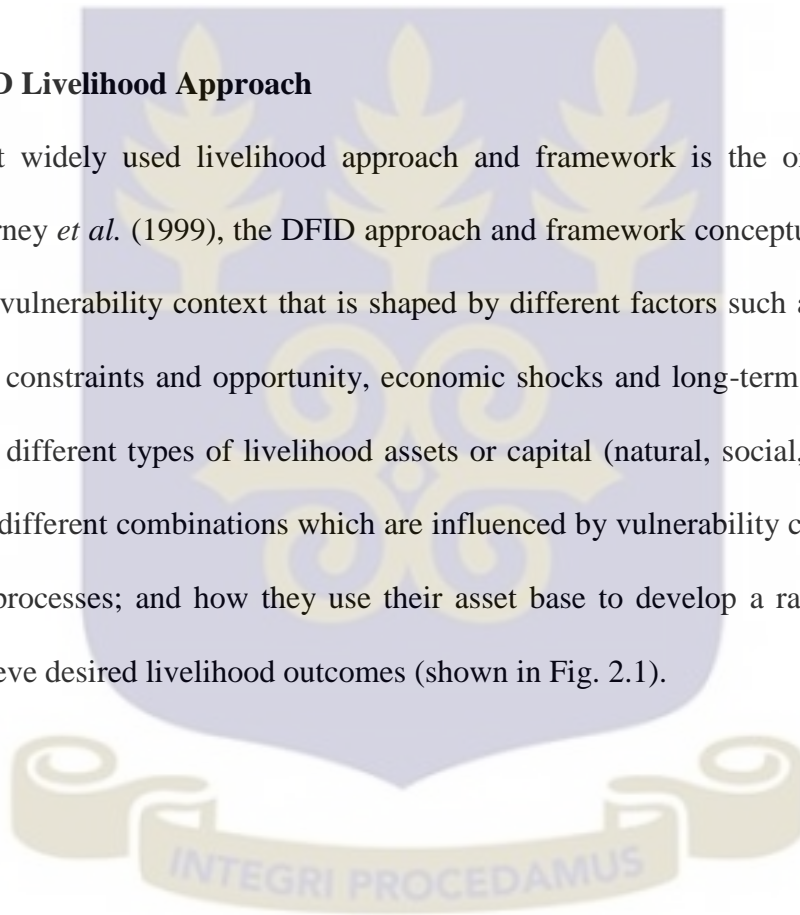 D Livelihood Approach
t widely used livelihood approach and framework is the o
rney et al. (1999), the DFID approach and framework conceptu
vulnerability context that is shaped by different factors such a
constraints and opportunity, economic shocks and long-term
different types of livelihood assets or capital (natural, social,
different combinations which are influenced by vulnerability c
processes; and how they use their asset base to develop a ra
eve desired livelihood outcomes (shown in Fig. 2.1).
INTEGRI PROCEDAMUS